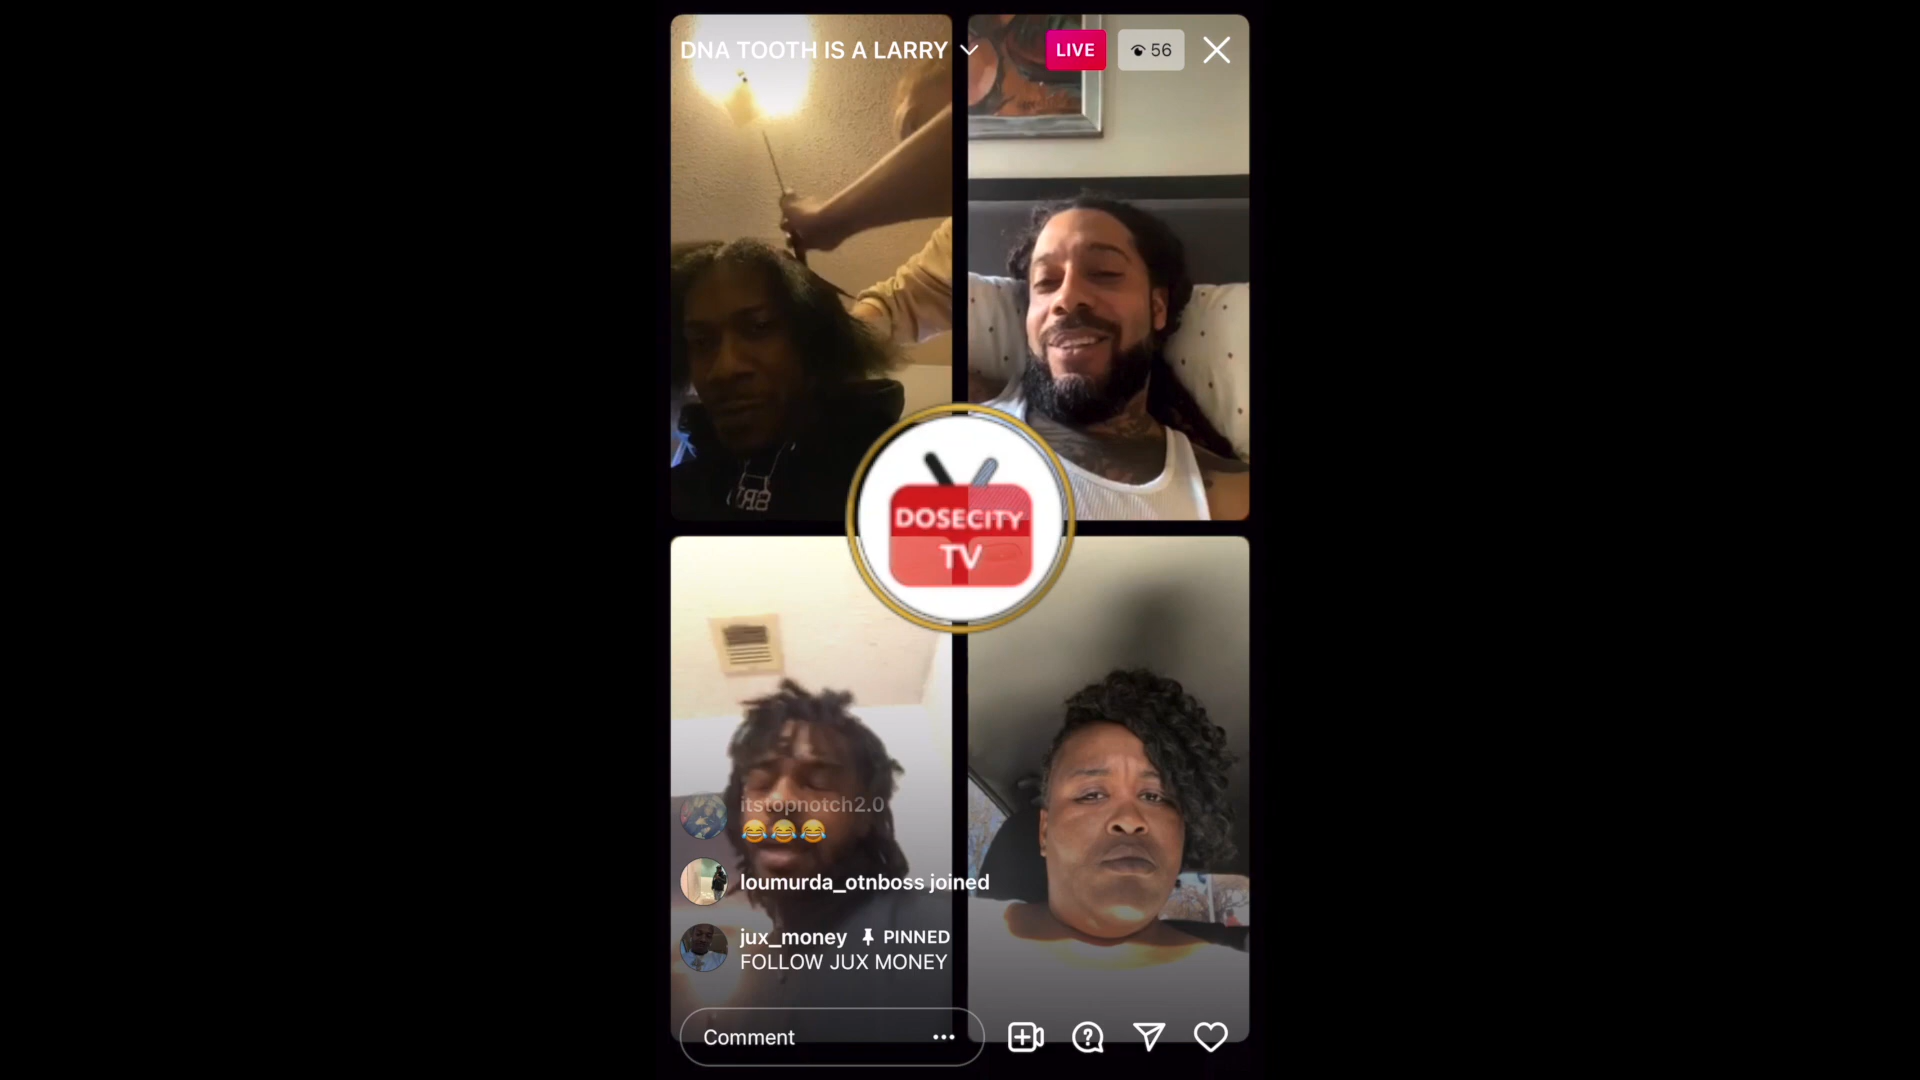 DNA TOOTH IS A LARRY
LIVE
56
DOSECITY
TV
itstopnotch2.0
😂😂😂
loumurda_otnboss joined
jux_money PINNED
FOLLOW JUX MONEY
Comment